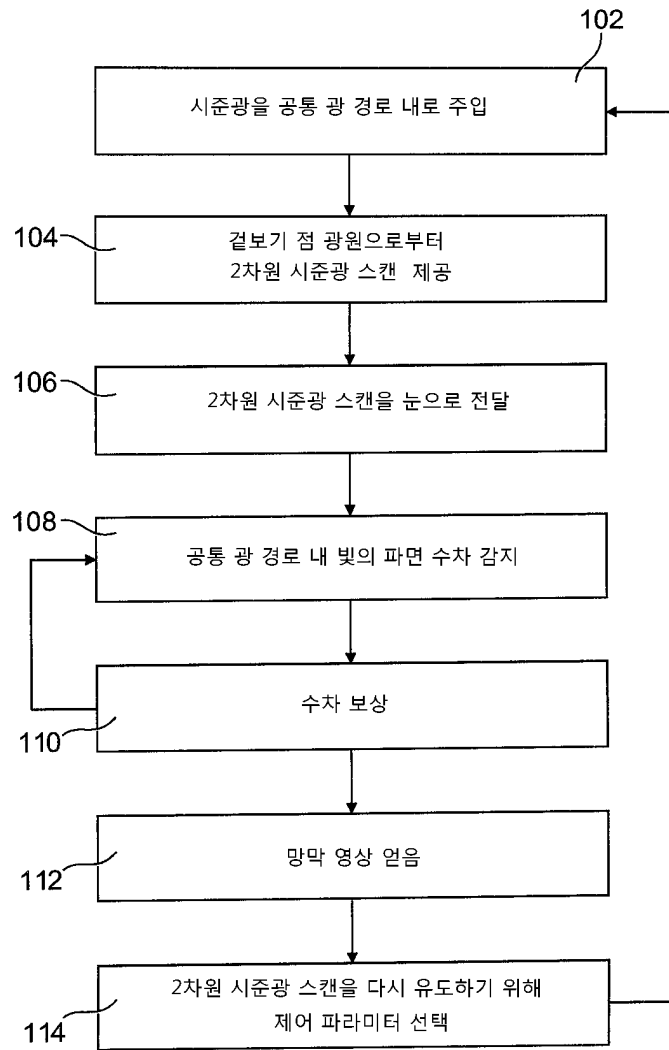 102
시준광을 공통 광 경로 내로 주입
104
겉보기 점 광원으로부터
2차원 시준광 스캔 제공
106
2차원 시준광 스캔을 눈으로 전달
108
공통 광 경로 내 빛의 파면 수차 감지
수차 보상
110
망막 영상 얻음
112
2차원 시준광 스캔을 다시 유도하기 위해
제어 파라미터 선택
114